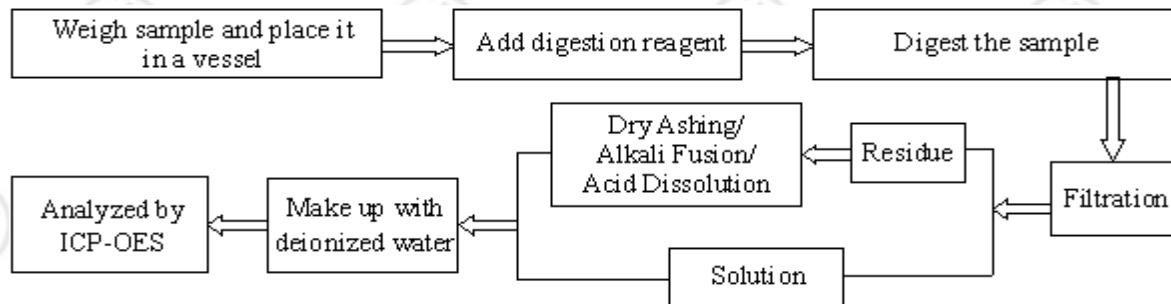 Weigh sample and place it
in a vessel
Add digestion reagent
Digest the sample
Filtration
Residue
Dry Ashing/
Alkali Fusion/
Acid Dissolution
Solution
Make up with
deionized water
Analyzed by
ICP-OES